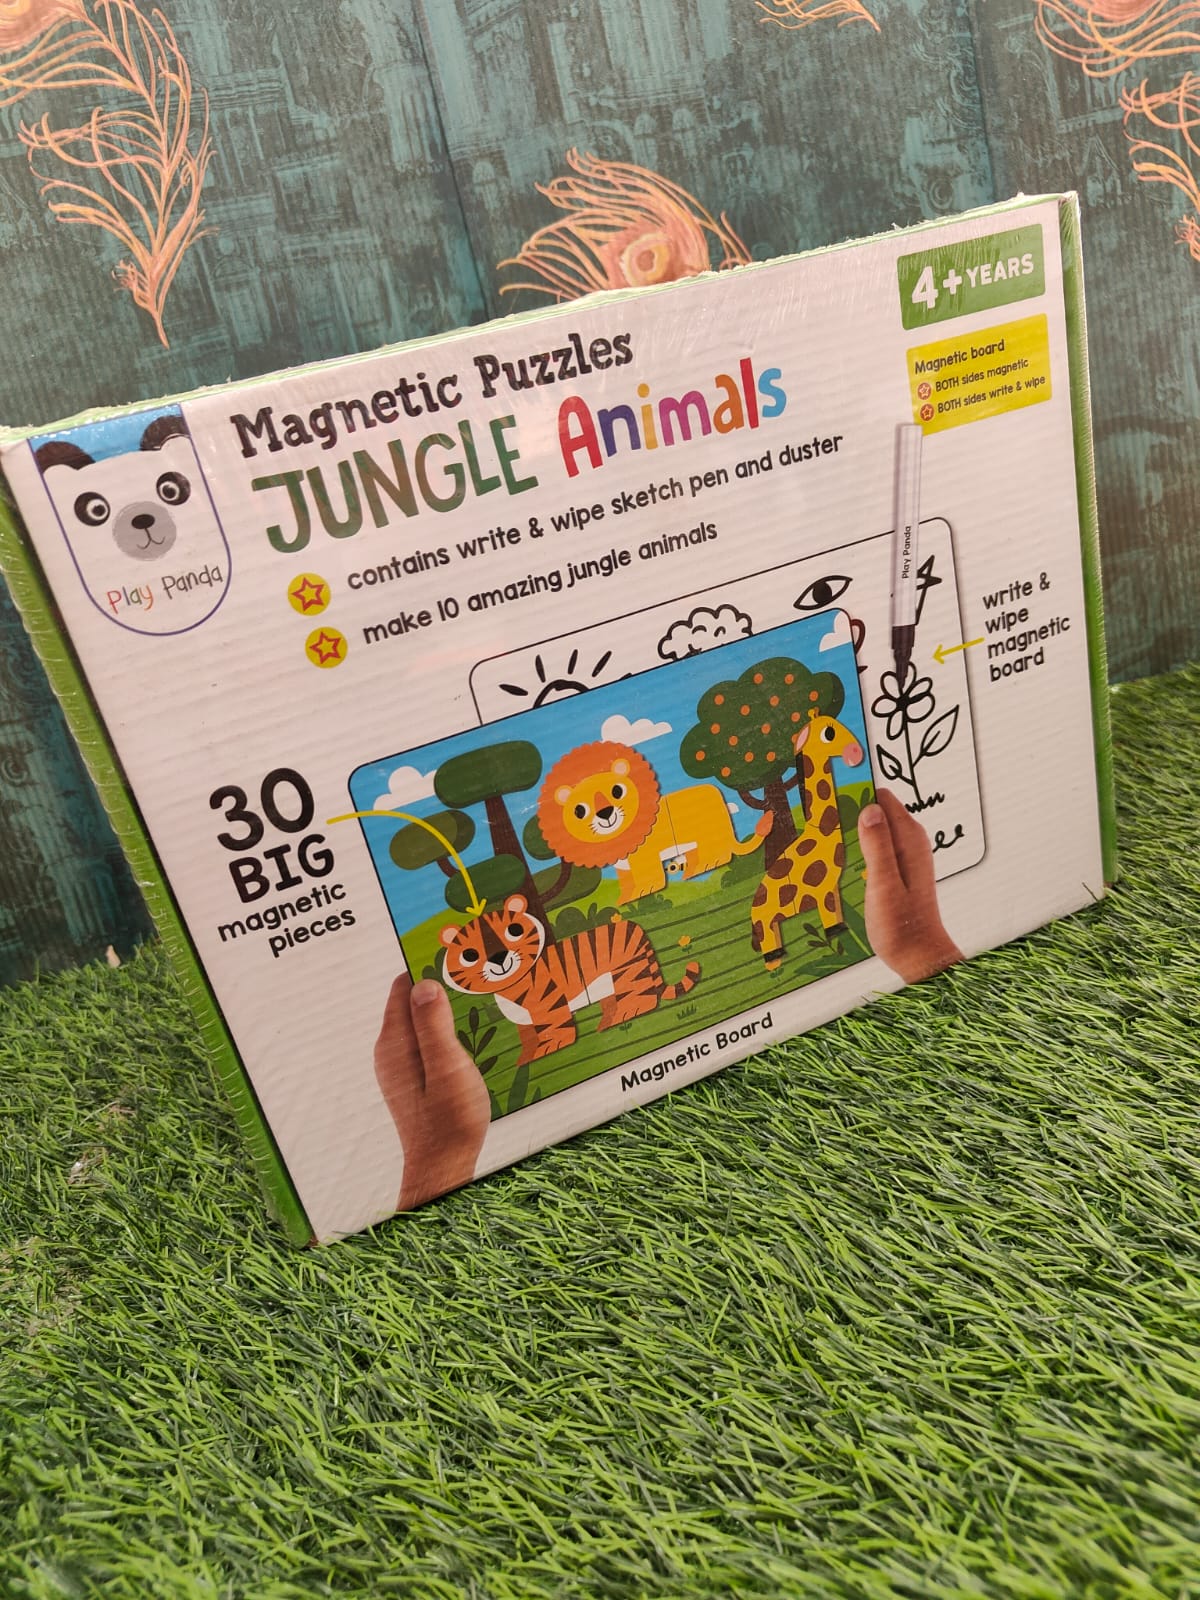 4+ YEARS
Magnetic Puzzles
JUNGLE Animals
Magnetic board
BOTH sides magnetic
BOTH sides write & wipe
Play Panda
contains write & wipe sketch pen and duster
make 10 amazing jungle animals
Play Panda
write &
wipe
magnetic
board
30
BIG
magnetic
pieces
Magnetic Board